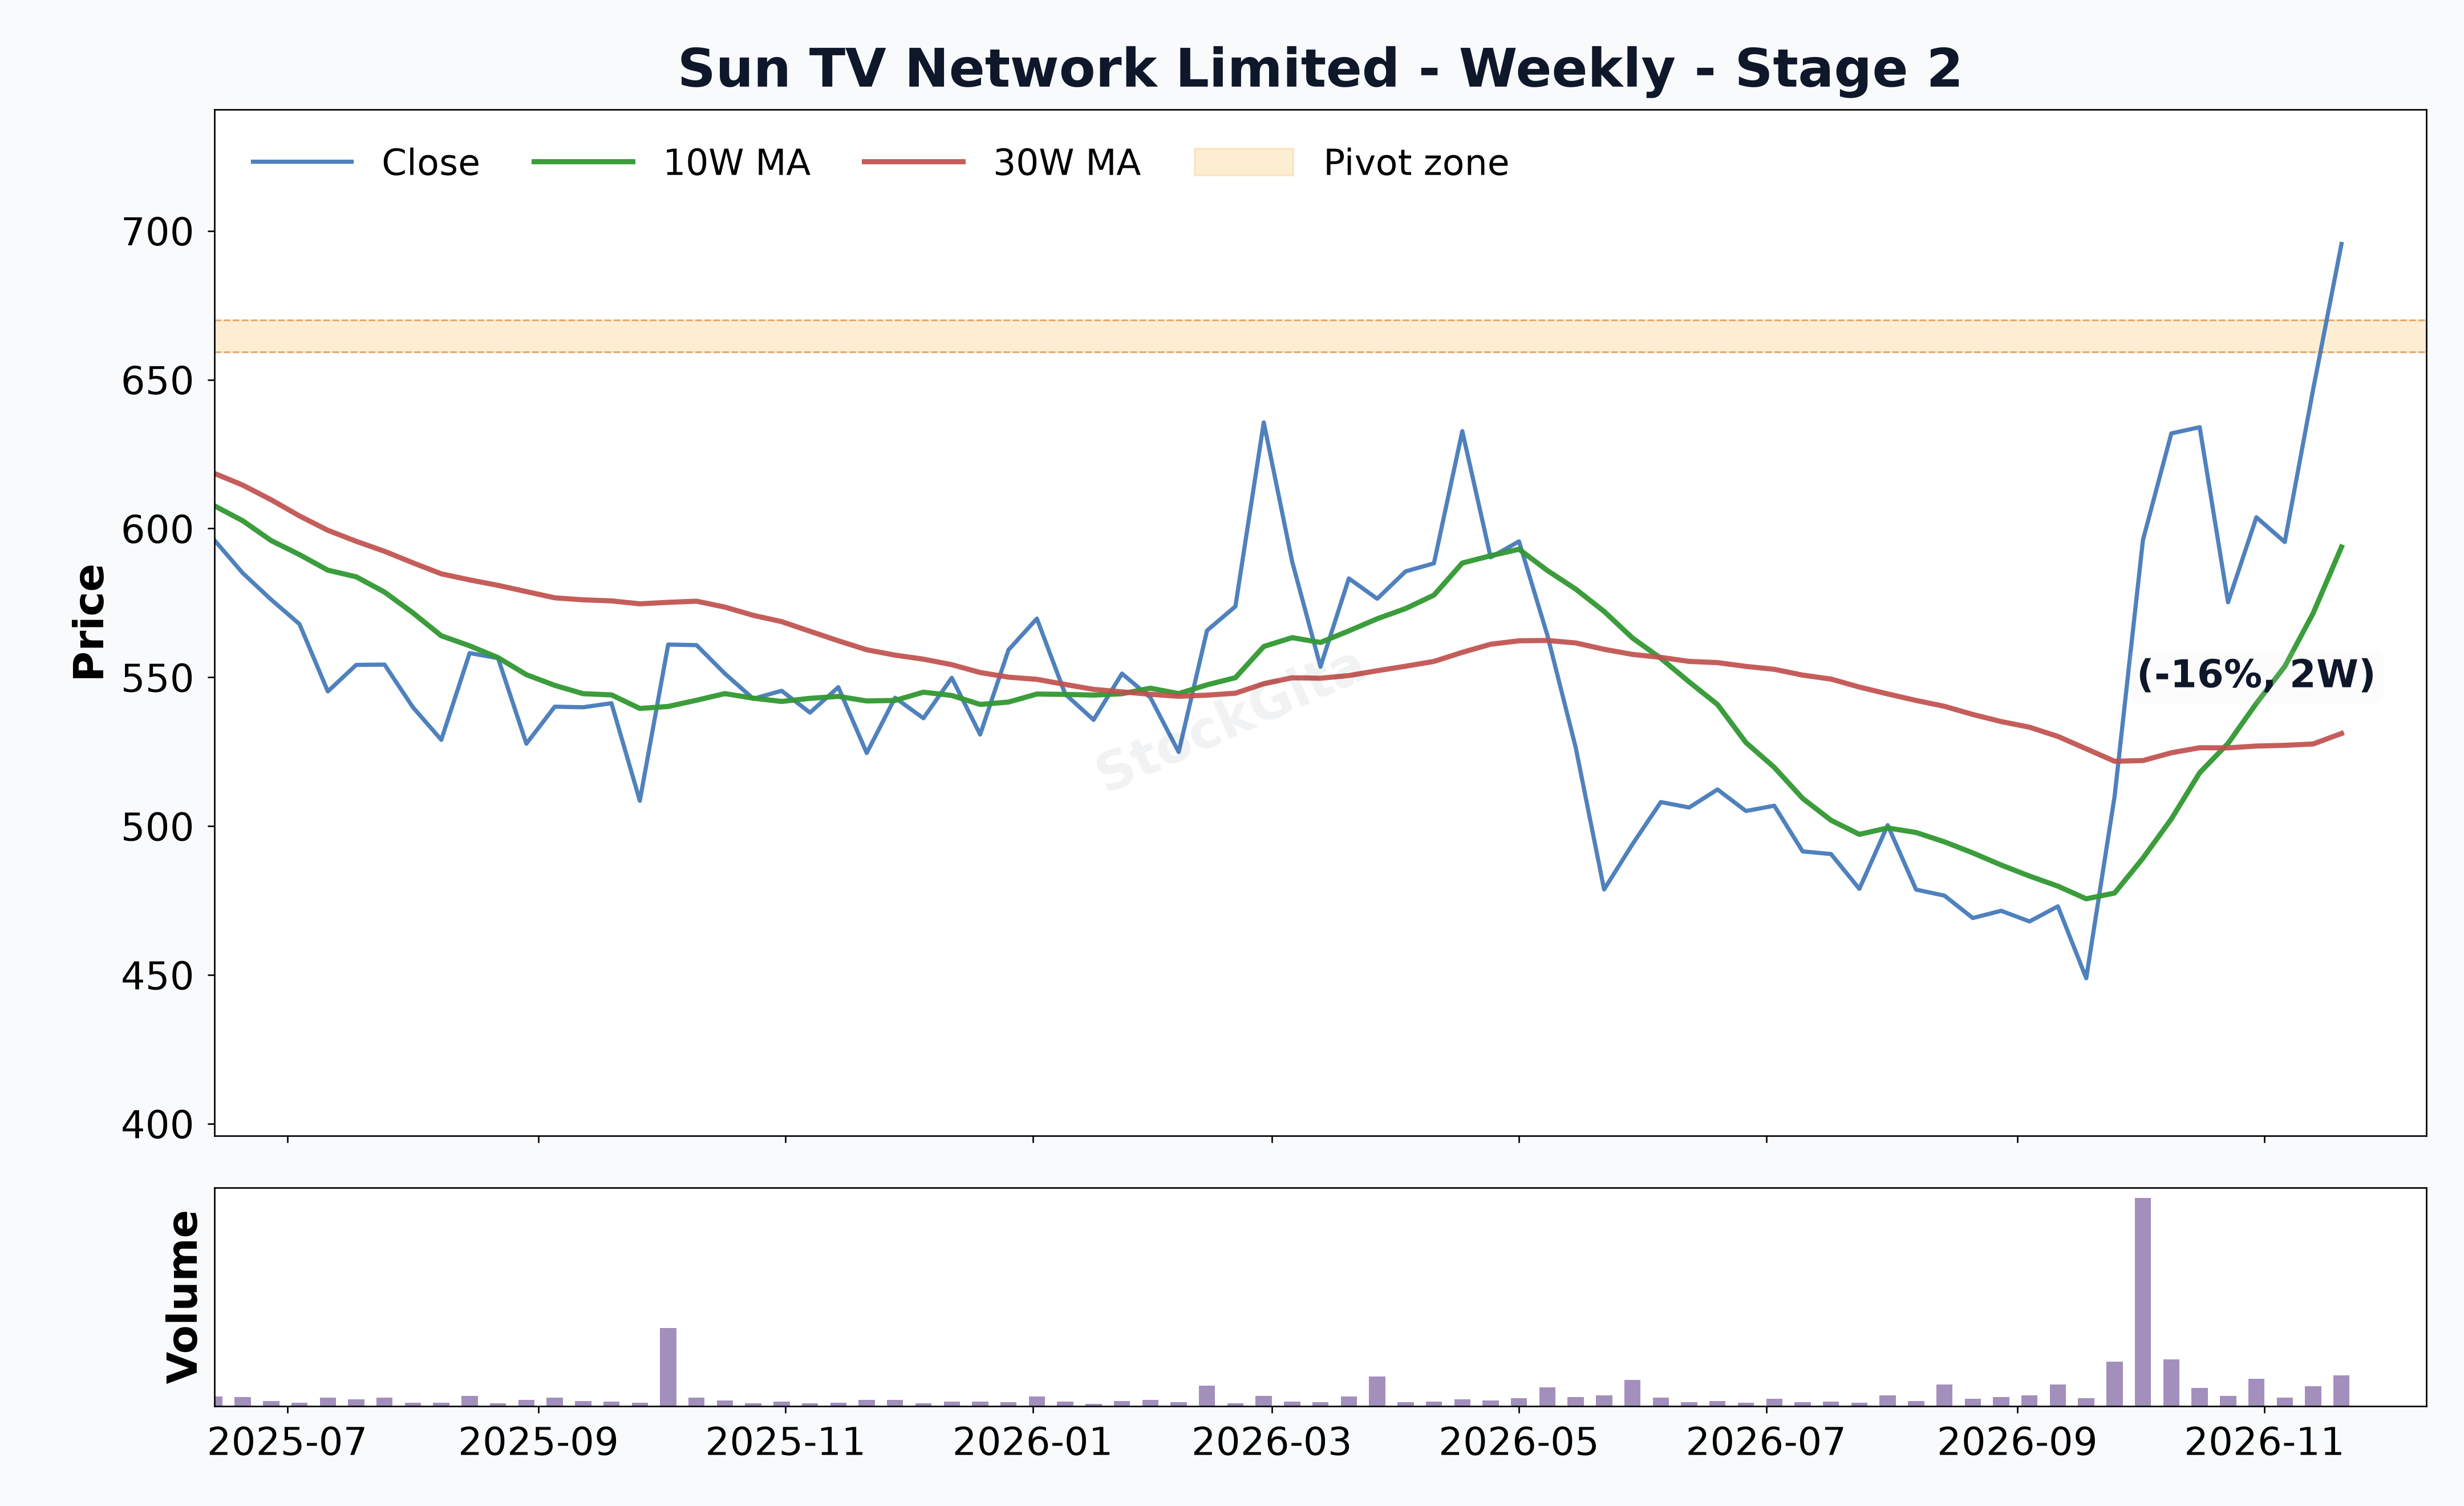 Sun TV Network Limited - Weekly - Stage 2
Close 10W MA 30W MA Pivot zone
Price
700
650
600
550
500
450
400
(-16%, 2W)
StockGita
Volume
2025-07 2025-09 2025-11 2026-01 2026-03 2026-05 2026-07 2026-09 2026-11